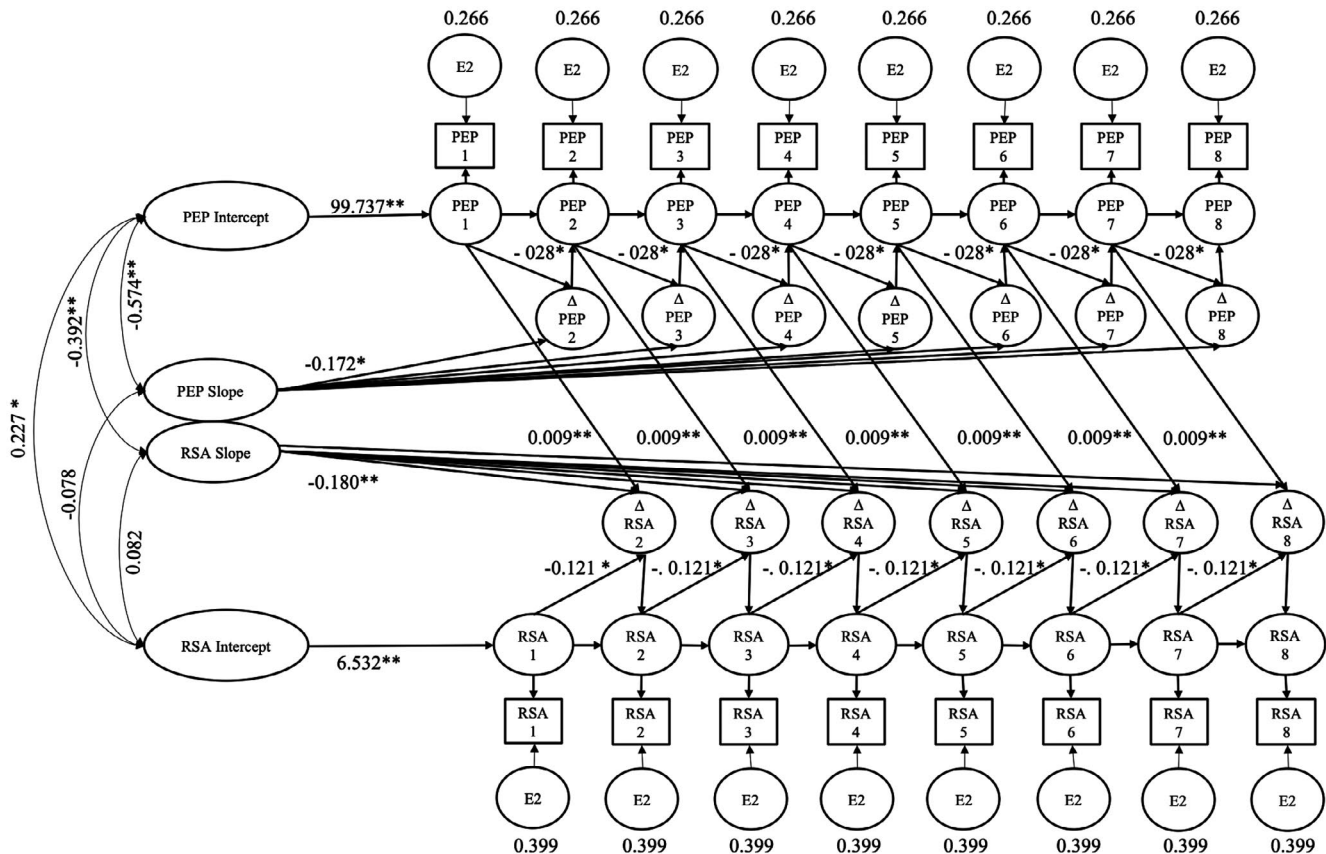 0.266 0.266 0.266 0.266 0.266 0.266 0.266 0.266
E2 E2 E2 E2 E2 E2 E2 E2
PEP PEP PEP PEP PEP PEP PEP PEP
1 2 3 4 5 6 7 8
PEP Intercept
99.737**
PEP PEP PEP PEP PEP PEP PEP PEP
1 2 3 4 5 6 7 8
- 028* - 028* - 028* - 028* - 028* - 028* - 028*
-0.574**
-0.392**
Δ Δ Δ Δ Δ Δ Δ
PEP PEP PEP PEP PEP PEP PEP
2 3 4 5 6 7 8
-0.172*
PEP Slope
0.227 *
0.009** 0.009** 0.009** 0.009** 0.009** 0.009** 0.009**
RSA Slope
-0.180**
-0.078
0.082
Δ Δ Δ Δ Δ Δ Δ
RSA RSA RSA RSA RSA RSA RSA
2 3 4 5 6 7 8
-0.121 * -. 0.121* -. 0.121* -. 0.121* -. 0.121* -. 0.121* -. 0.121*
RSA Intercept
6.532**
RSA RSA RSA RSA RSA RSA RSA RSA
1 2 3 4 5 6 7 8
RSA RSA RSA RSA RSA RSA RSA RSA
1 2 3 4 5 6 7 8
E2 E2 E2 E2 E2 E2 E2 E2
0.399 0.399 0.399 0.399 0.399 0.399 0.399 0.399